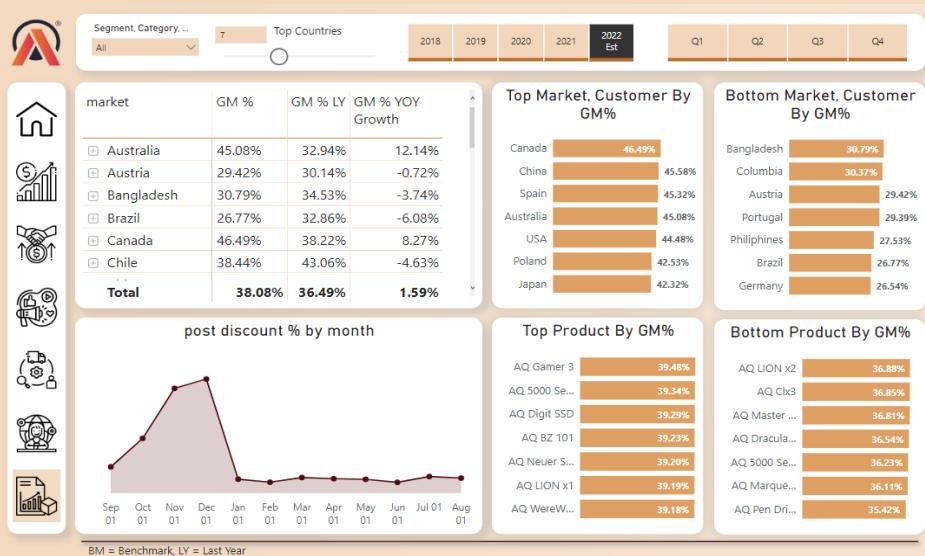 Segment, Category, ...
All
7
Top Countries
2018 2019 2020 2021 2022 Est
Q1 Q2 Q3 Q4
market GM % GM % LY GM % YOY Growth
Australia 45.08% 32.94% 12.14%
Austria 29.42% 30.14% -0.72%
Bangladesh 30.79% 34.53% -3.74%
Brazil 26.77% 32.86% -6.08%
Canada 46.49% 38.22% 8.27%
Chile 38.44% 43.06% -4.63%
Total 38.08% 36.49% 1.59%
Top Market, Customer By
GM%
Canada 46.49%
China 45.58%
Spain 45.32%
Australia 45.08%
USA 44.48%
Poland 42.53%
Japan 42.32%
Bottom Market, Customer
By GM%
Bangladesh 30.79%
Columbia 30.37%
Austria 29.42%
Portugal 29.39%
Philiphines 27.53%
Brazil 26.77%
Germany 26.54%
post discount % by month
Sep Oct Nov Dec Jan Feb Mar Apr May Jun Jul 01 Aug
01 01 01 01 01 01 01 01 01 01 01
Top Product By GM%
AQ Gamer 3 39.48%
AQ 5000 Se... 39.34%
AQ Digit SSD 39.29%
AQ BZ 101 39.23%
AQ Neuer S... 39.20%
AQ LION x1 39.19%
AQ WereW... 39.18%
Bottom Product By GM%
AQ LION x2 36.88%
AQ Clx3 36.85%
AQ Master ... 36.81%
AQ Dracula... 36.54%
AQ 5000 Se... 36.23%
AQ Marque... 36.11%
AQ Pen Dri... 35.42%
BM = Benchmark, LY = Last Year